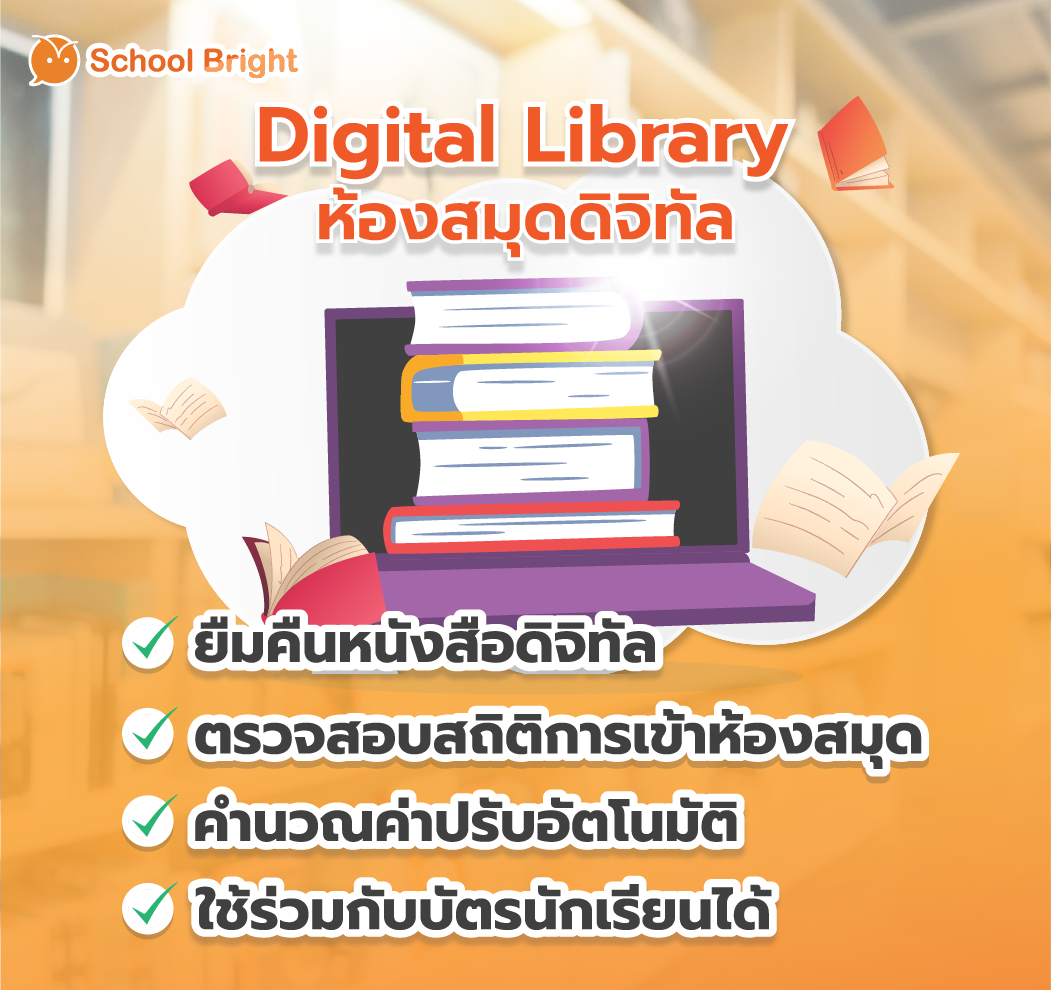 School Bright
Digital Library
ห้องสมุดดิจิทัล
ยืมคืนหนังสือดิจิทัล
ตรวจสอบสถิติการเข้าห้องสมุด
คำนวณค่าปรับอัตโนมัติ
ใช้ร่วมกับบัตรนักเรียนได้